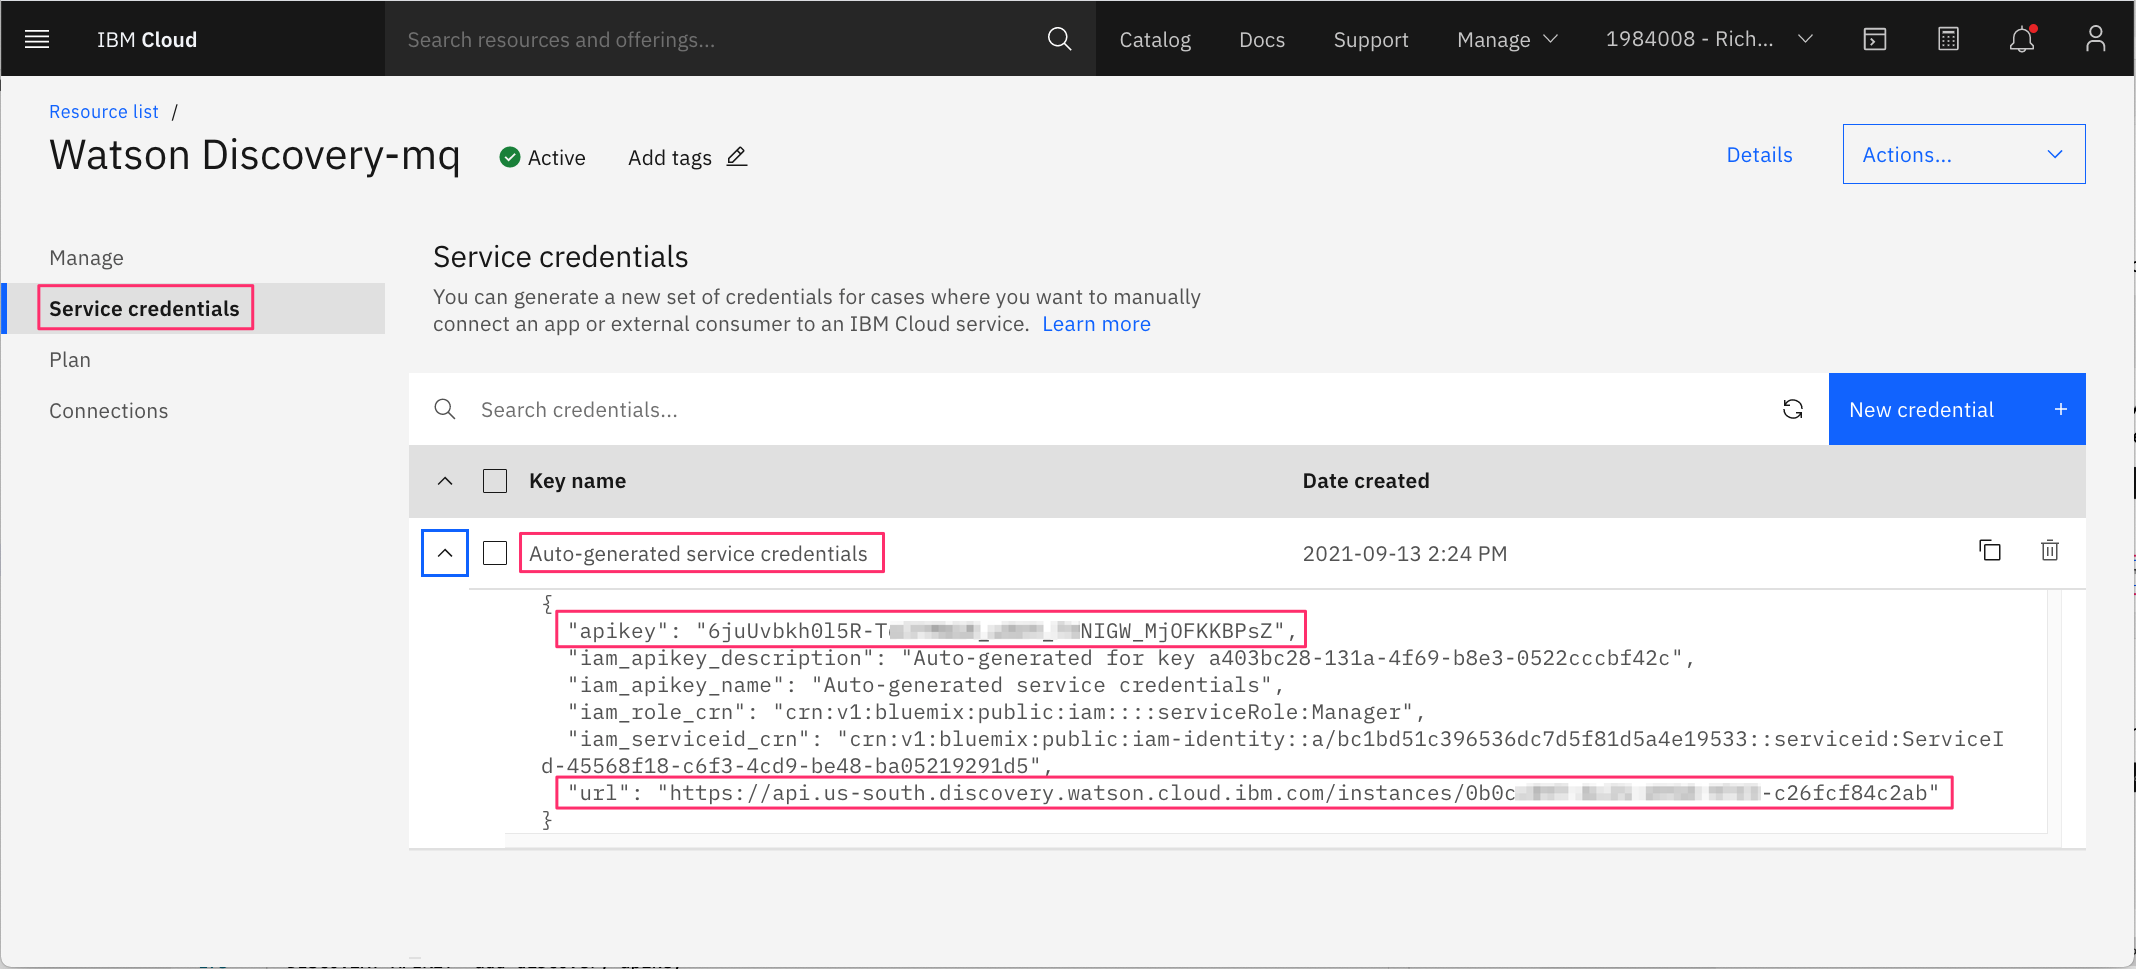 IBM Cloud
Search resources and offerings...
Catalog
Docs
Support
Manage
1984008 - Rich...
Resource list /
Watson Discovery-mq
Active
Add tags
Details
Actions...
Manage
Service credentials
Plan
Connections
Service credentials
You can generate a new set of credentials for cases where you want to manually
connect an app or external consumer to an IBM Cloud service. Learn more
Search credentials...
New credential +
Key name
Date created
Auto-generated service credentials
2021-09-13 2:24 PM
{
"apikey": "6juUvbkh0l5R-T NIGW_MjOFKKBPsZ",
"iam_apikey_description": "Auto-generated for key a403bc28-131a-4f69-b8e3-0522cccbf42c",
"iam_apikey_name": "Auto-generated service credentials",
"iam_role_crn": "crn:v1:bluemix:public:iam::::serviceRole:Manager",
"iam_serviceid_crn": "crn:v1:bluemix:public:iam-identity::a/bc1bd51c396536dc7d5f81d5a4e19533::serviceid:ServiceI
d-45568f18-c6f3-4cd9-be48-ba05219291d5",
"url": "https://api.us-south.discovery.watson.cloud.ibm.com/instances/0b0c -c26fcf84c2ab"
}